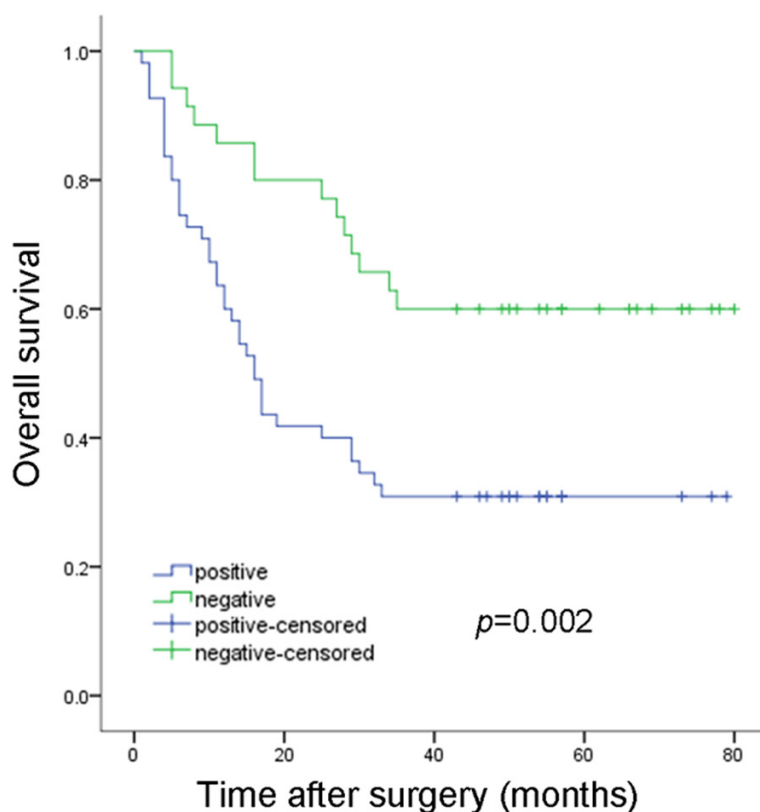 Overall survival
1.0
0.8
0.6
0.4
0.2
0.0
positive
negative
positive-censored
negative-censored
p=0.002
0 20 40 60 80
Time after surgery (months)